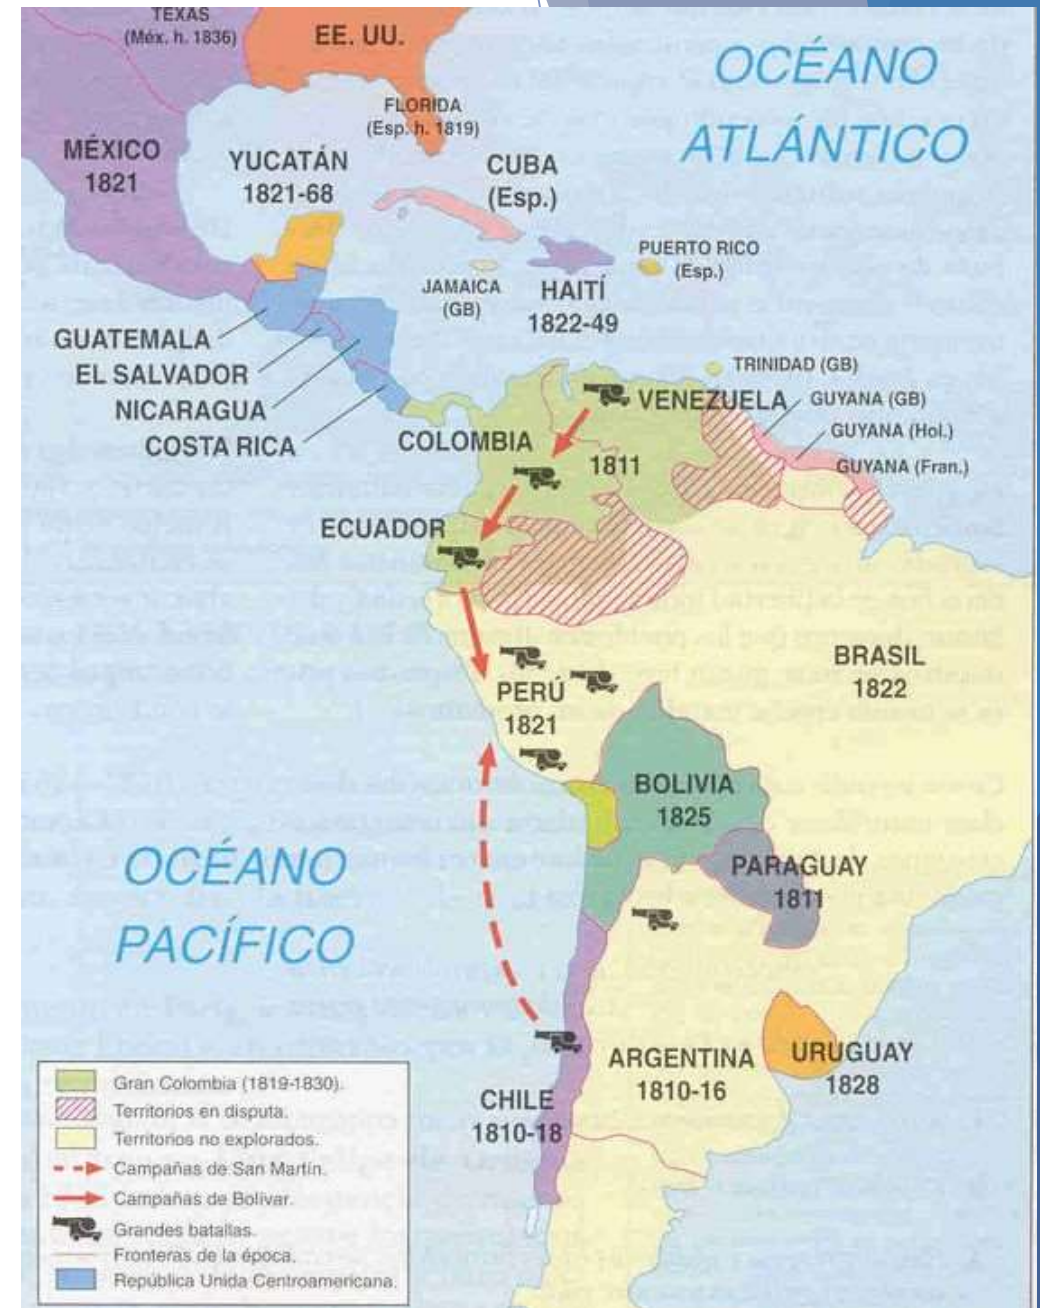 TEXAS
(Méx. h. 1836)
EE. UU.
OCÉANO
ATLÁNTICO
FLORIDA
(Esp. h. 1819)
MÉXICO
1821
YUCATÁN
1821-68
CUBA
(Esp.)
PUERTO RICO
(Esp.)
JAMAICA
(GB)
HAITÍ
1822-49
GUATEMALA
EL SALVADOR
NICARAGUA
COSTA RICA
TRINIDAD (GB)
VENEZUELA
GUYANA (GB)
GUYANA (Hol.)
GUYANA (Fran.)
COLOMBIA
1811
ECUADOR
BRASIL
1822
PERÚ
1821
BOLIVIA
1825
PARAGUAY
1811
OCÉANO
PACÍFICO
ARGENTINA
1810-16
URUGUAY
1828
CHILE
1810-18
Gran Colombia (1819-1830).
Territorios en disputa.
Territorios no explorados.
Campañas de San Martín.
Campañas de Bolívar.
Grandes batallas.
Fronteras de la época.
República Unida Centroamericana.